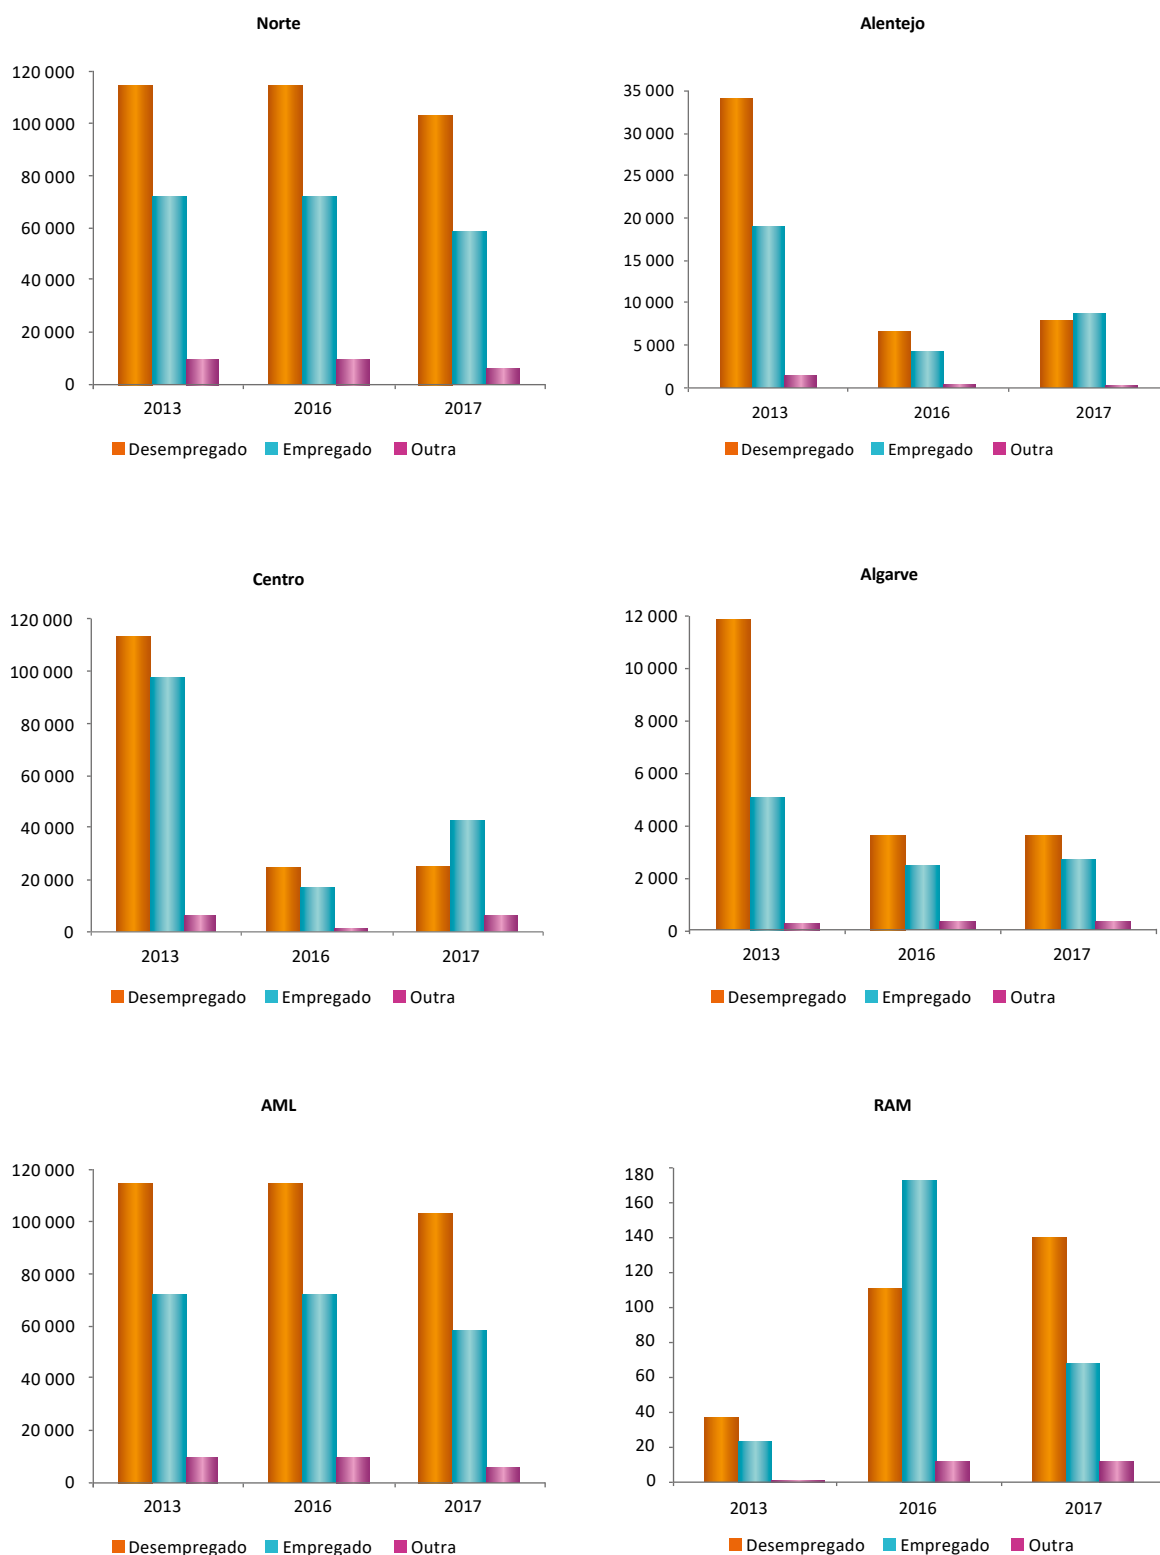 Norte
120 000
100 000
80 000
60 000
40 000
20 000
0
2013 2016 2017
Desempregado Empregado Outra
Alentejo
35 000
30 000
25 000
20 000
15 000
10 000
5 000
0
2013 2016 2017
Desempregado Empregado Outra
Centro
120 000
100 000
80 000
60 000
40 000
20 000
0
2013 2016 2017
Desempregado Empregado Outra
Algarve
12 000
10 000
8 000
6 000
4 000
2 000
0
2013 2016 2017
Desempregado Empregado Outra
AML
120 000
100 000
80 000
60 000
40 000
20 000
0
2013 2016 2017
Desempregado Empregado Outra
RAM
180
160
140
120
100
80
60
40
20
0
2013 2016 2017
Desempregado Empregado Outra